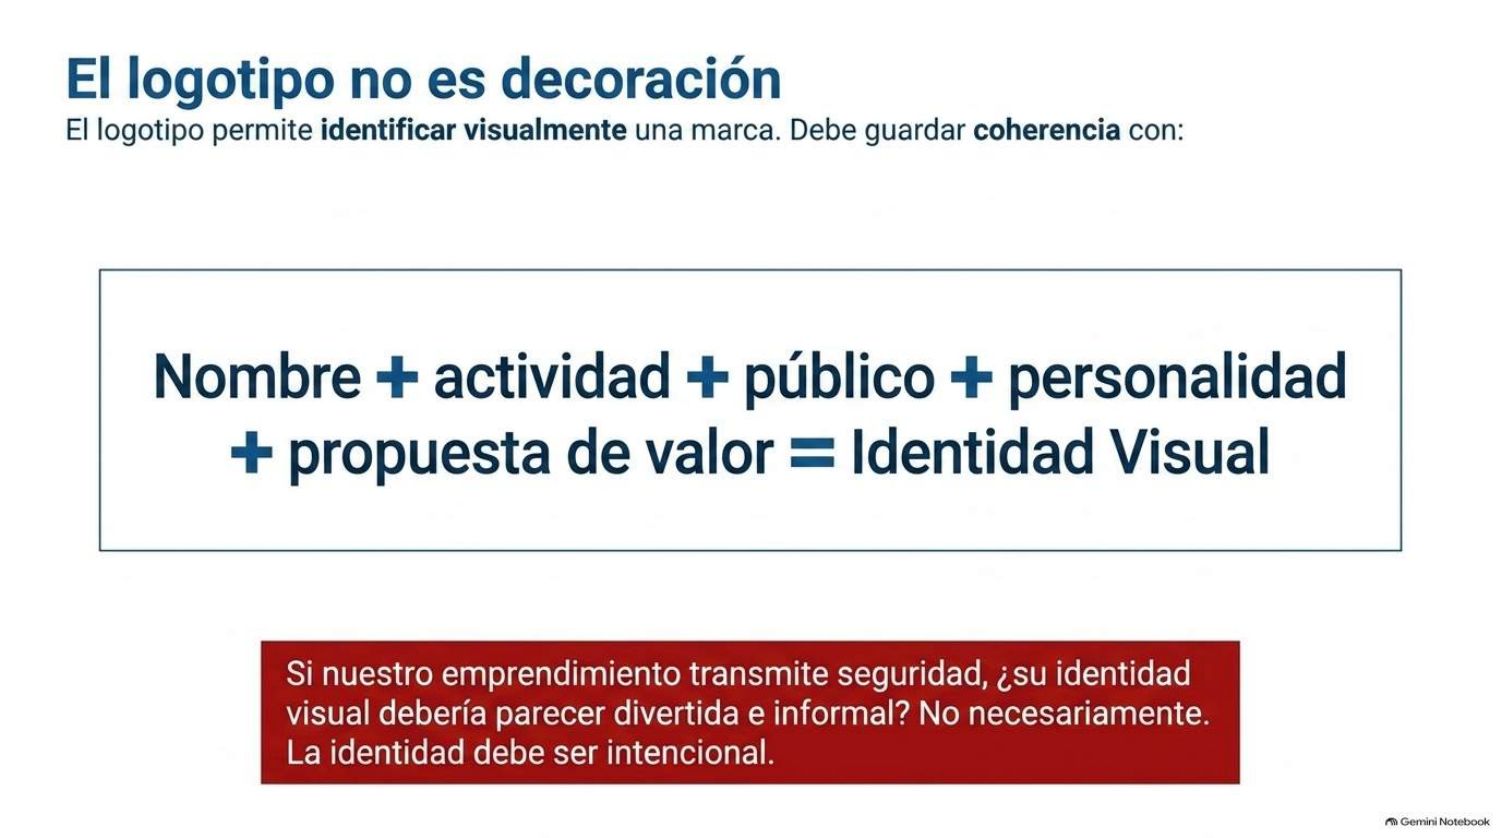 El logotipo no es decoración
El logotipo permite identificar visualmente una marca. Debe guardar coherencia con:
Nombre + actividad + público + personalidad
+ propuesta de valor = Identidad Visual
Si nuestro emprendimiento transmite seguridad, ¿su identidad
visual debería parecer divertida e informal? No necesariamente.
La identidad debe ser intencional.
Gemini Notebook